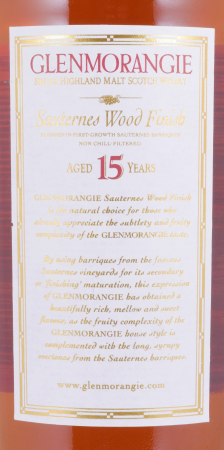 GLENMORANGIE
SINGLE HIGHLAND MALT SCOTCH WHISKY
Sauternes Wood Finish
GROWTH SAUTERNES BARRIQUES
NON CHILL-FILTERED
AGED 15 YEARS
GLENMORANGIE Sauternes Wood Finish
is the natural choice for those who
already appreciate the subtlety and fruity
complexity of the GLENMORANGIE
By using barriques from the famous
Sauternes vineyards for its secondary
or 'finishing' maturation, this expression
of GLENMORANGIE has obtained a
beautifully rich, mellow and sweet
flavour, as the fruity complexity of the
GLENMORANGIE house style is
complemented with the long, syrupy
sweetness from the Sauternes barriques.
www.glenmorangie.com